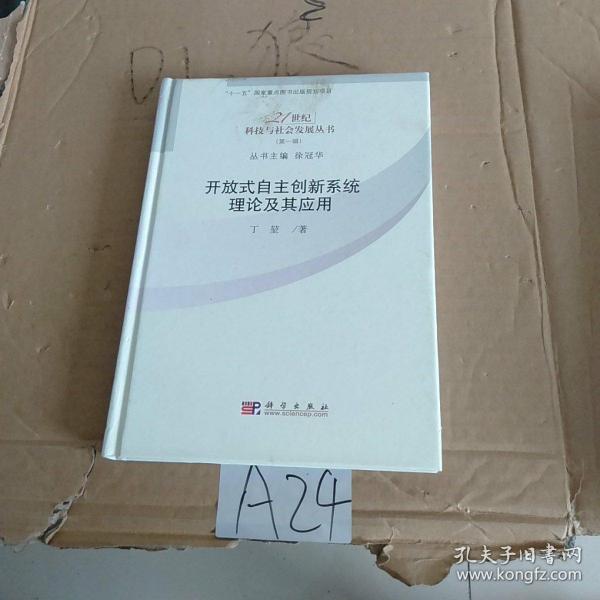 "十一五"国家重点图书出版规划项目
21世纪
科技与社会发展丛书
(第一辑)
丛书主编 徐冠华
开放式自主创新系统
理论及其应用
丁 堃 /著
SP 科学出版社
www.sciencep.com
A24
孔夫子旧书网
www.kongfz.com